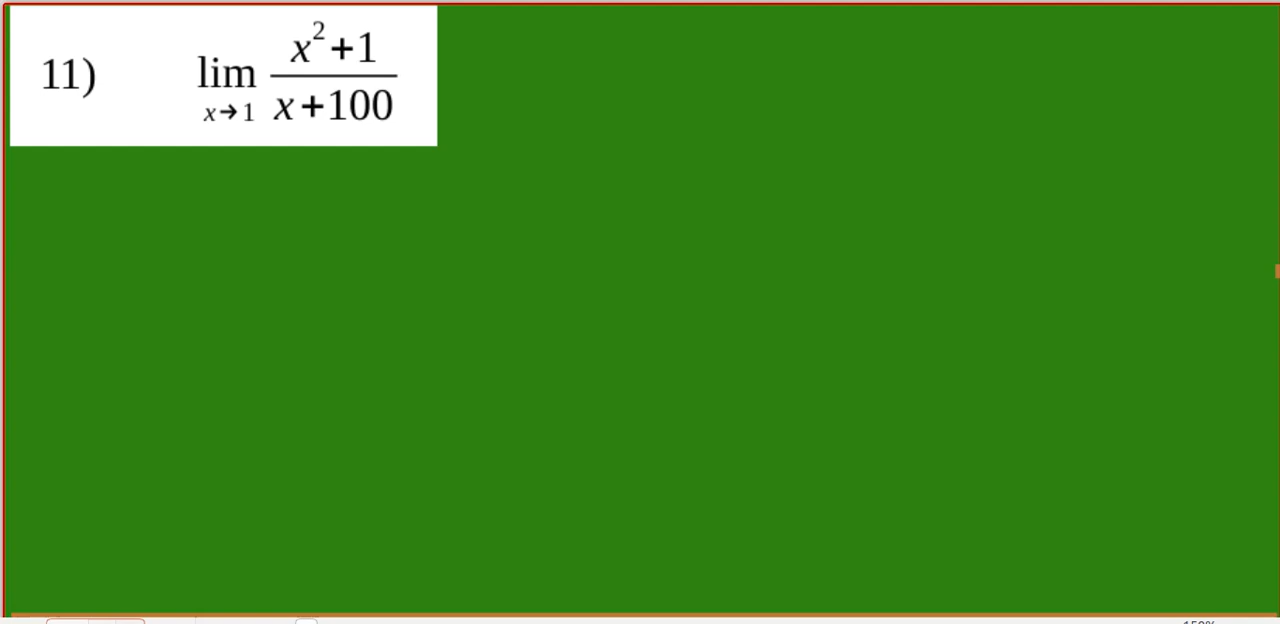 11) lim x→1 x²+1 / x+100